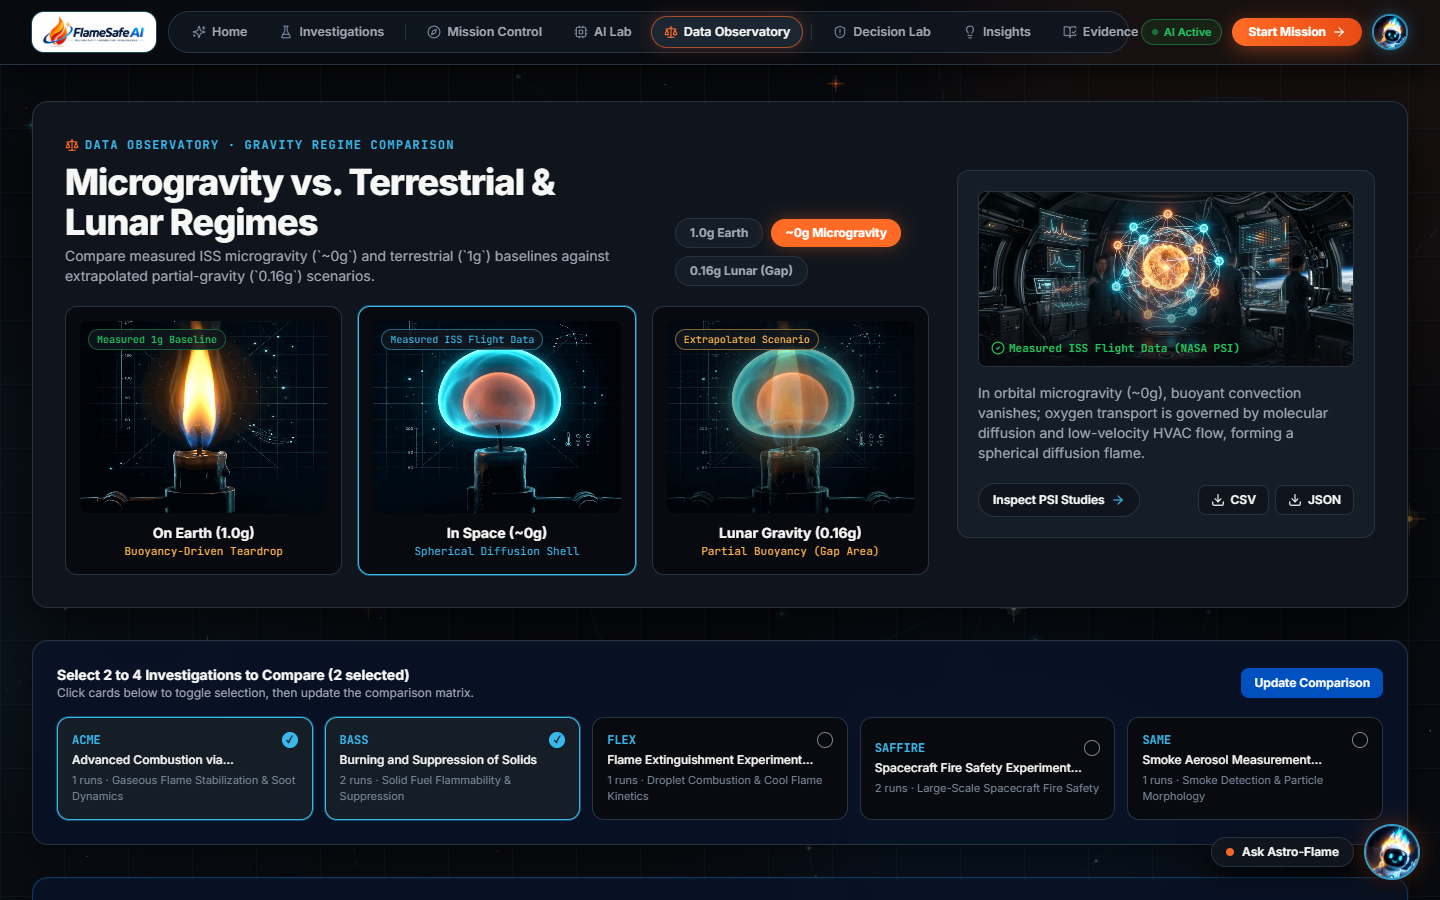 FlameSafe AI
Home
Investigations
Mission Control
AI Lab
Data Observatory
Decision Lab
Insights
Evidence
AI Active
Start Mission
DATA OBSERVATORY · GRAVITY REGIME COMPARISON
Microgravity vs. Terrestrial &
Lunar Regimes
Compare measured ISS microgravity (`~0g`) and terrestrial (`1g`) baselines against
extrapolated partial-gravity (`0.16g`) scenarios.
1.0g Earth
~0g Microgravity
0.16g Lunar (Gap)
Measured 1g Baseline
On Earth (1.0g)
Buoyancy-Driven Teardrop
Measured ISS Flight Data
In Space (~0g)
Spherical Diffusion Shell
Extrapolated Scenario
Lunar Gravity (0.16g)
Partial Buoyancy (Gap Area)
Measured ISS Flight Data (NASA PSI)
In orbital microgravity (~0g), buoyant convection
vanishes; oxygen transport is governed by molecular
diffusion and low-velocity HVAC flow, forming a
spherical diffusion flame.
Inspect PSI Studies
CSV
JSON
Select 2 to 4 Investigations to Compare (2 selected)
Click cards below to toggle selection, then update the comparison matrix.
Update Comparison
ACME
Advanced Combustion via...
1 runs · Gaseous Flame Stabilization & Soot
Dynamics
BASS
Burning and Suppression of Solids
2 runs · Solid Fuel Flammability &
Suppression
FLEX
Flame Extinguishment Experiment...
1 runs · Droplet Combustion & Cool Flame
Kinetics
SAFFIRE
Spacecraft Fire Safety Experiment...
2 runs · Large-Scale Spacecraft Fire Safety
SAME
Smoke Aerosol Measurement...
1 runs · Smoke Detection & Particle
Morphology
Ask Astro-Flame